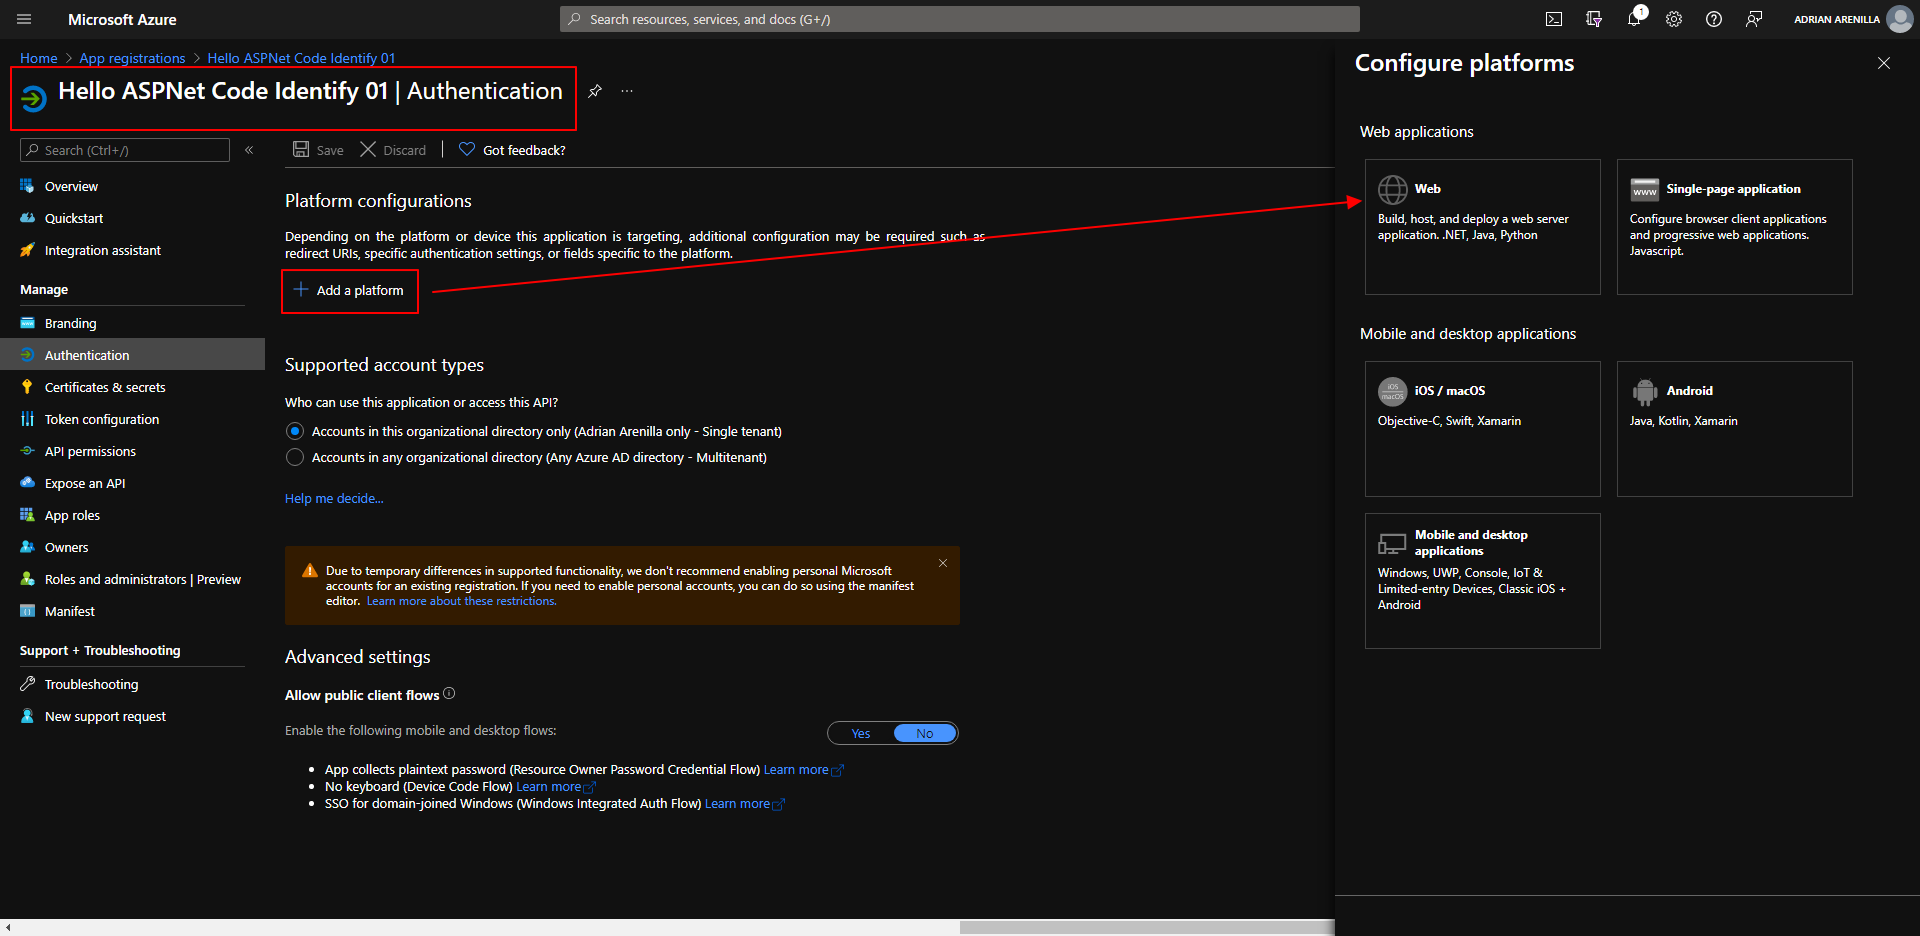 Microsoft Azure
Search resources, services, and docs (G+/)
1
ADRIAN ARENILLA
Home > App registrations > Hello ASPNet Code Identify 01
Hello ASPNet Code Identify 01 | Authentication
Search (Ctrl+/)
Overview
Quickstart
Integration assistant
Manage
Branding
Authentication
Certificates & secrets
Token configuration
API permissions
Expose an API
App roles
Owners
Roles and administrators | Preview
Manifest
Support + Troubleshooting
Troubleshooting
New support request
Save
Discard
Got feedback?
Platform configurations
Depending on the platform or device this application is targeting, additional configuration may be required such as
redirect URIs, specific authentication settings, or fields specific to the platform.
Add a platform
Supported account types
Who can use this application or access this API?
Accounts in this organizational directory only (Adrian Arenilla only - Single tenant)
Accounts in any organizational directory (Any Azure AD directory - Multitenant)
Help me decide...
Due to temporary differences in supported functionality, we don't recommend enabling personal Microsoft
accounts for an existing registration. If you need to enable personal accounts, you can do so using the manifest
editor. Learn more about these restrictions.
Advanced settings
Allow public client flows
Enable the following mobile and desktop flows:
Yes
No
• App collects plaintext password (Resource Owner Password Credential Flow) Learn more
• No keyboard (Device Code Flow) Learn more
• SSO for domain-joined Windows (Windows Integrated Auth Flow) Learn more
Configure platforms
Web applications
Web
Build, host, and deploy a web server
application. .NET, Java, Python
www
Single-page application
Configure browser client applications
and progressive web applications.
Javascript.
Mobile and desktop applications
iOS
macOS
iOS / macOS
Objective-C, Swift, Xamarin
Android
Java, Kotlin, Xamarin
Mobile and desktop
applications
Windows, UWP, Console, IoT &
Limited-entry Devices, Classic iOS +
Android